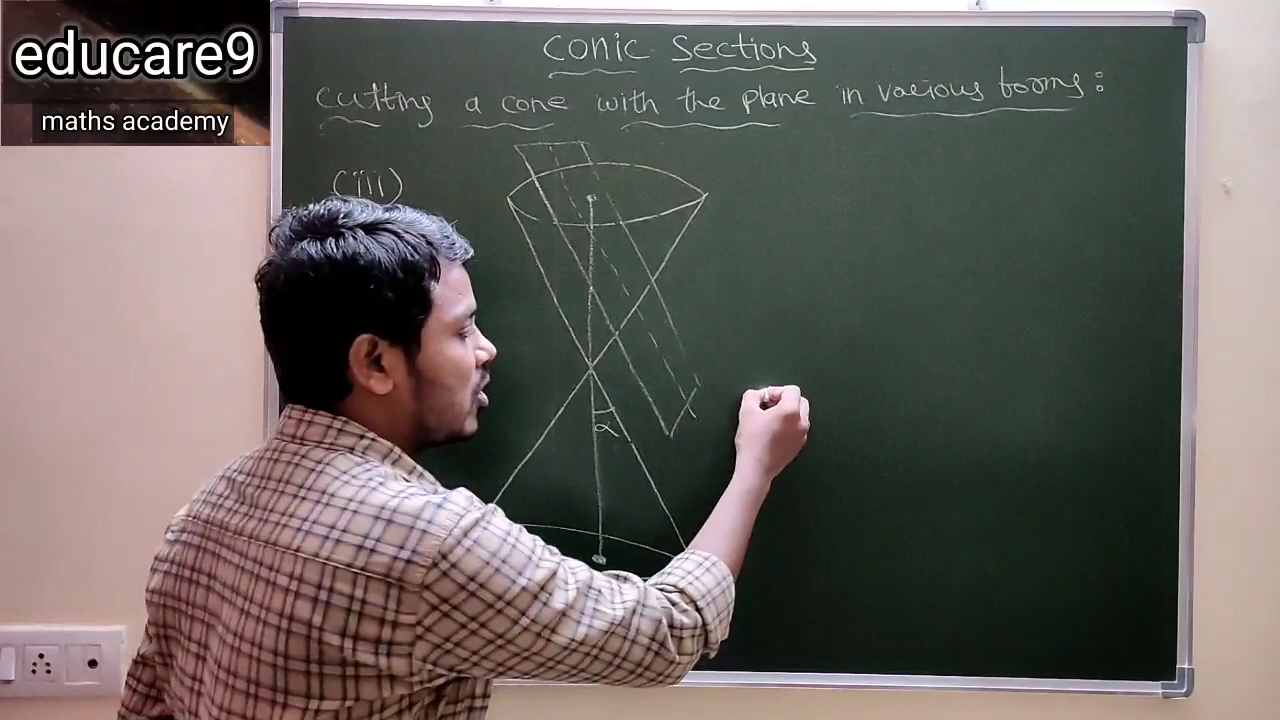 educare9
maths academy
Conic Sections
Cutting a cone with the plane in various forms:
(iii)
α